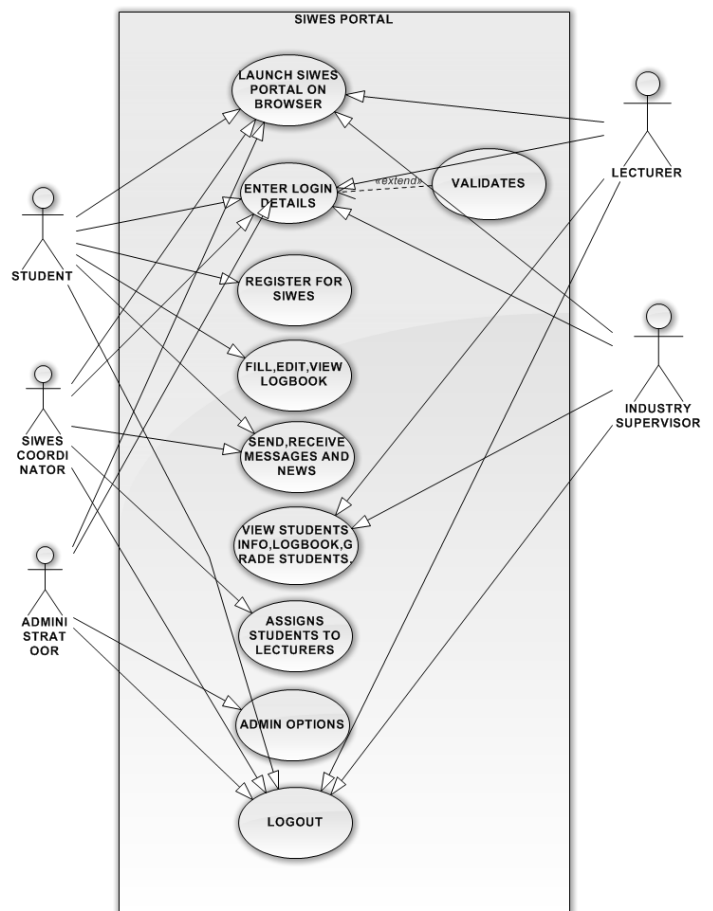 SIWES PORTAL
LAUNCH SIWES
PORTAL ON
BROWSER
LECTURER
ENTER LOGIN
DETAILS
«extend»
VALIDATES
STUDENT
REGISTER FOR
SIWES
FILL,EDIT,VIEW
LOGBOOK
INDUSTRY
SUPERVISOR
SIWES
COORDI
NATOR
SEND,RECEIVE
MESSAGES AND
NEWS
VIEW STUDENTS
INFO,LOGBOOK,G
RADE STUDENTS.
ADMINI
STRAT
OOR
ASSIGNS
STUDENTS TO
LECTURERS
ADMIN OPTIONS
LOGOUT